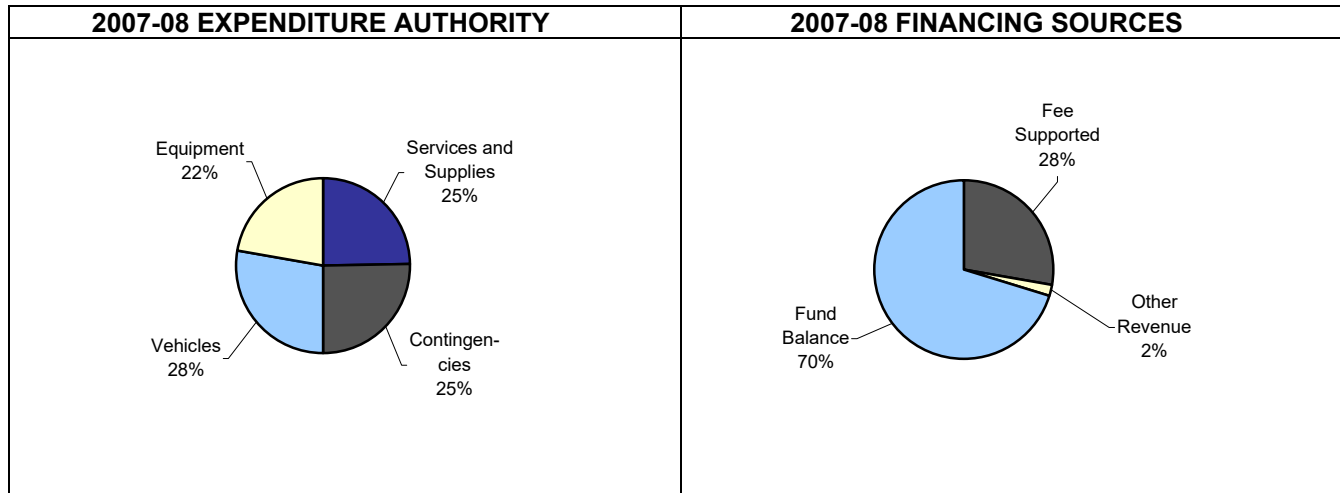 2007-08 EXPENDITURE AUTHORITY
Equipment
22%
Services and
Supplies
25%
Vehicles
28%
Contingen-
cies
25%
2007-08 FINANCING SOURCES
Fee
Supported
28%
Fund
Balance
70%
Other
Revenue
2%